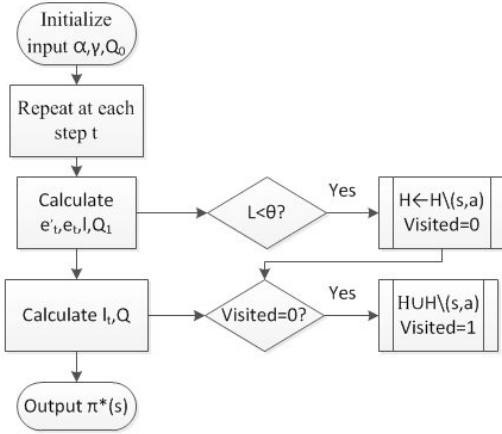 Initialize
input α,γ,Q₀
Repeat at each
step t
Calculate
e′ₜ,eₜ,l,Q₁
L<θ?
Yes
H←H\(s,a)
Visited=0
Calculate lₜ,Q
Visited=0?
Yes
H∪H\(s,a)
Visited=1
Output π*(s)